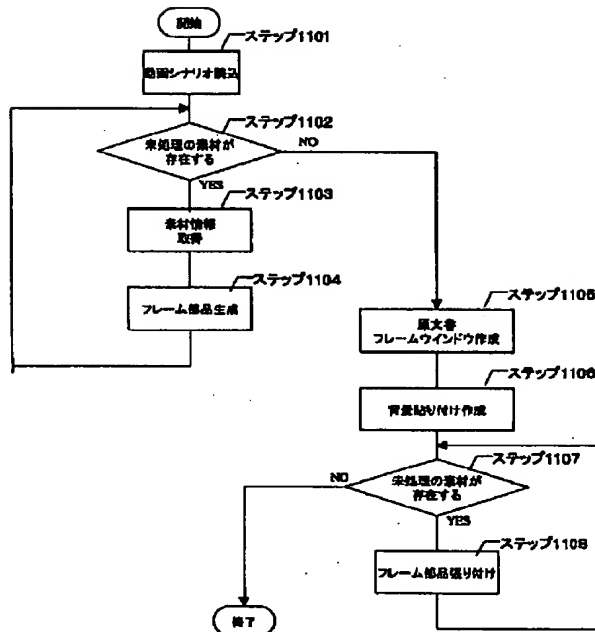 開始
ステップ1101
動画シナリオ読込
ステップ1102
未処理の素材が
存在する
NO
YES
ステップ1103
素材情報
取得
ステップ1104
フレーム部品生成
ステップ1105
原文書
フレームウインドウ作成
ステップ1106
背景貼り付け作成
ステップ1107
未処理の素材が
存在する
NO
YES
ステップ1108
フレーム部品張り付け
終了